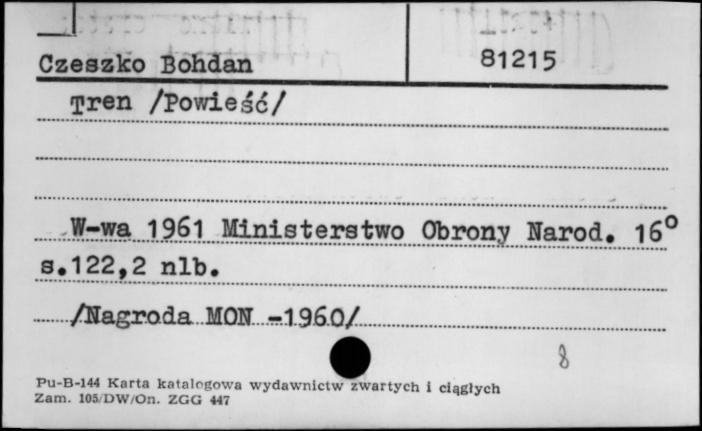 Czeszko Bohdan
81215
Tren /Powieść/
W-wa 1961 Ministerstwo Obrony Narod. 16°
s.122,2 nlb.
/Nagroda MON -1960/
8
Pu-B-144 Karta katalogowa wydawnictw zwartych i ciągłych
Zam. 105/DW/On. ZGG 447